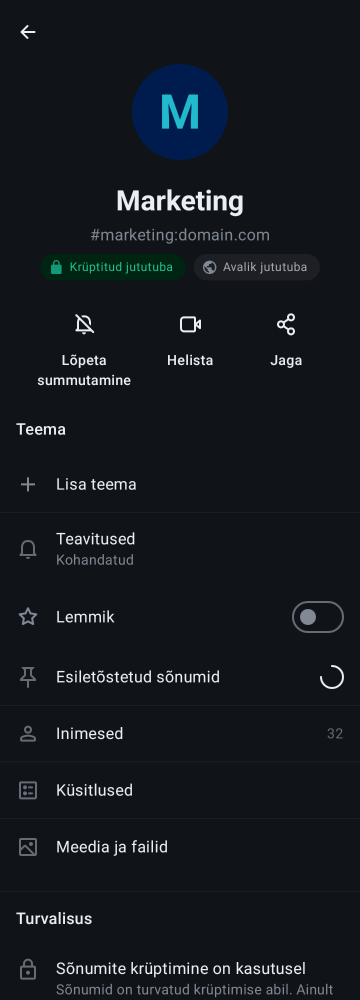 M
Marketing
#marketing:domain.com
Krüptitud jututuba
Avalik jututuba
Lõpeta
summutamine
Helista
Jaga
Teema
Lisa teema
Teavitused
Kohandatud
Lemmik
Esiletõstetud sõnumid
Inimesed
32
Küsitlused
Meedia ja failid
Turvalisus
Sõnumite krüptimine on kasutusel
Sõnumid on turvatud krüptimise abil. Ainult